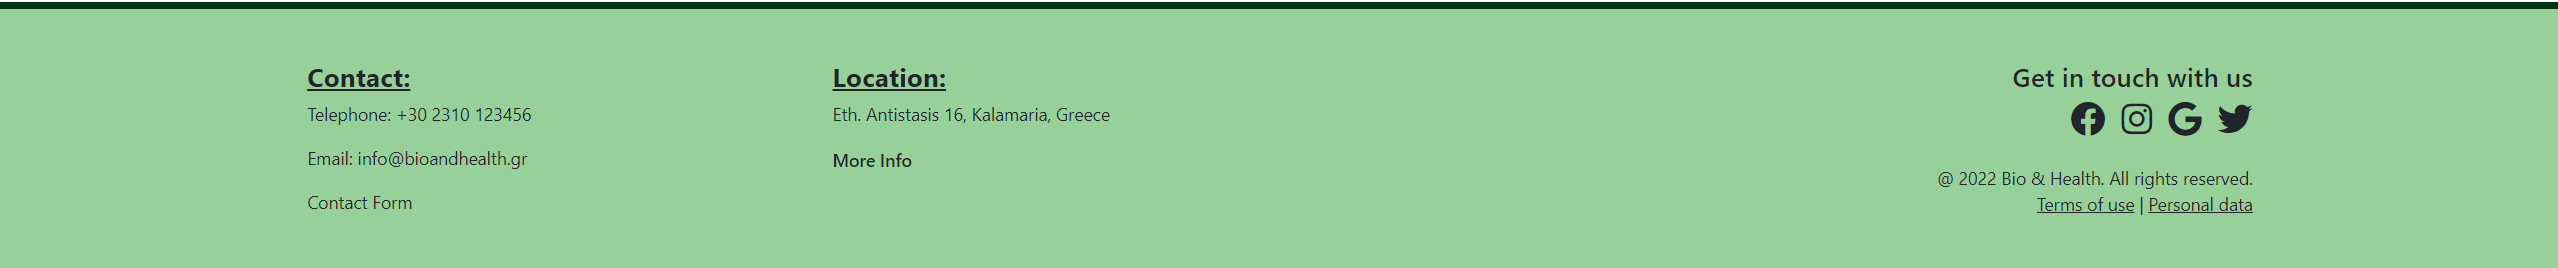 Contact:
Telephone: +30 2310 123456
Email: info@bioandhealth.gr
Contact Form
Location:
Eth. Antistasis 16, Kalamaria, Greece
More Info
Get in touch with us
@ 2022 Bio & Health. All rights reserved.
Terms of use | Personal data